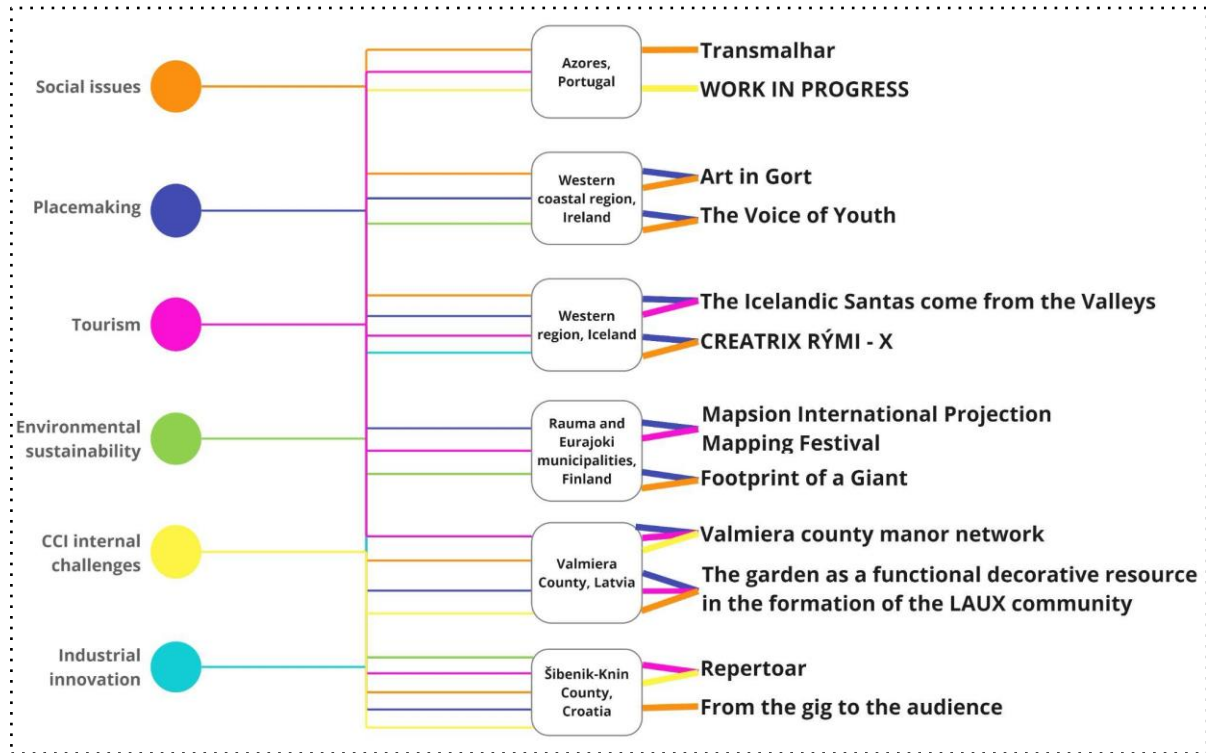 Social issues
Placemaking
Tourism
Environmental
sustainability
CCI internal
challenges
Industrial
innovation
Azores,
Portugal
Western
coastal region,
Ireland
Western
region, Iceland
Rauma and
Eurajoki
municipalities,
Finland
Valmiera
County, Latvia
Šibenik-Knin
County,
Croatia
Transmalhar
WORK IN PROGRESS
Art in Gort
The Voice of Youth
The Icelandic Santas come from the Valleys
CREATRIX RÝMI - X
Mapsion International Projection
Mapping Festival
Footprint of a Giant
Valmiera county manor network
The garden as a functional decorative resource
in the formation of the LAUX community
Repertoar
From the gig to the audience